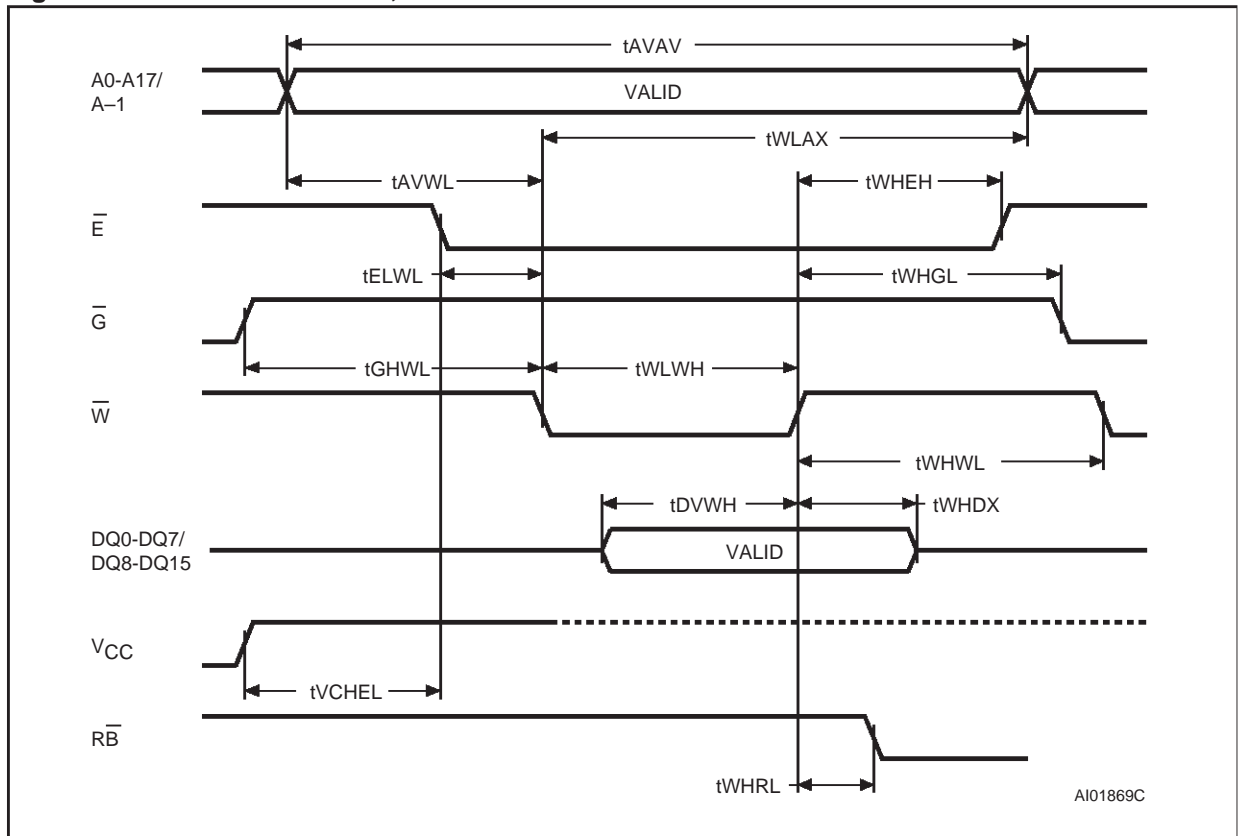 tAVAV
A0-A17/
A–1
VALID
tWLAX
tAVWL
tWHEH
E̅
tELWL
tWHGL
G̅
tGHWL
tWLWH
W̅
tWHWL
tDVWH
tWHDX
DQ0-DQ7/
DQ8-DQ15
VALID
VCC
tVCHEL
RB̅
tWHRL
AI01869C